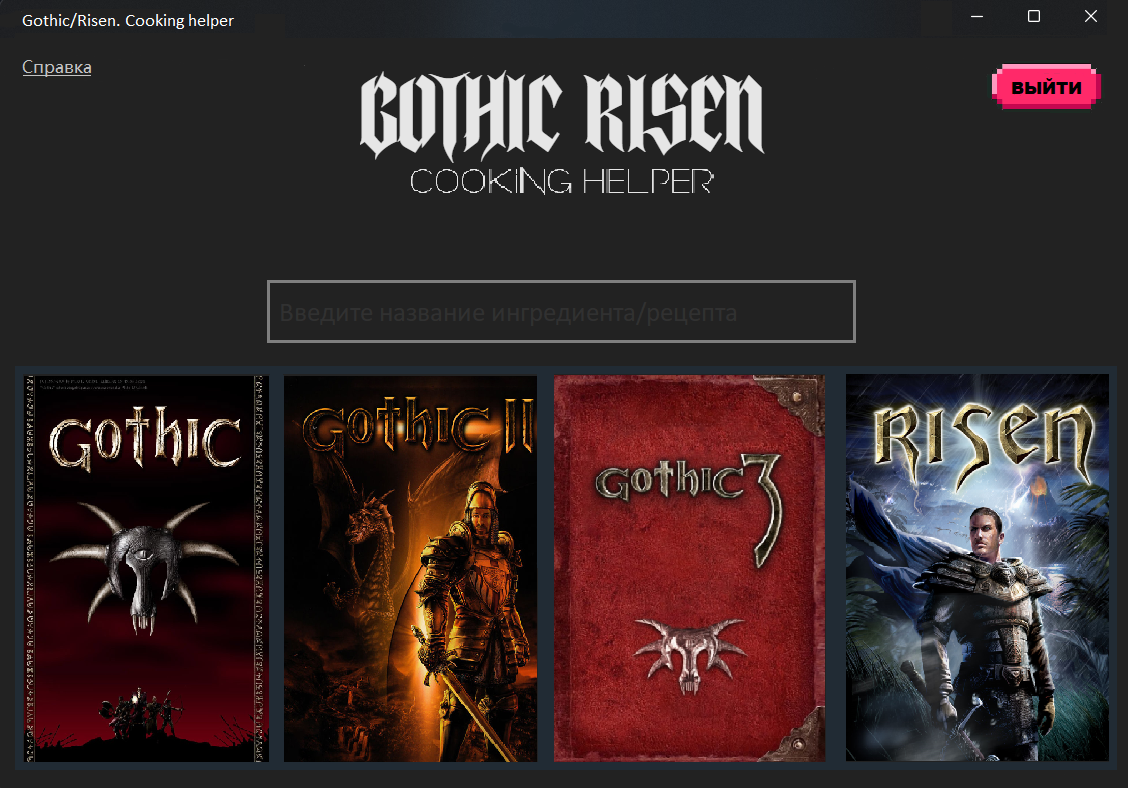 Gothic/Risen. Cooking helper
Справка
выйти
GOTHIC RISEN
COOKING HELPER
Введите название ингредиента/рецепта
GOTHIC
GOTHIC II
GOTHIC 3
RISEN